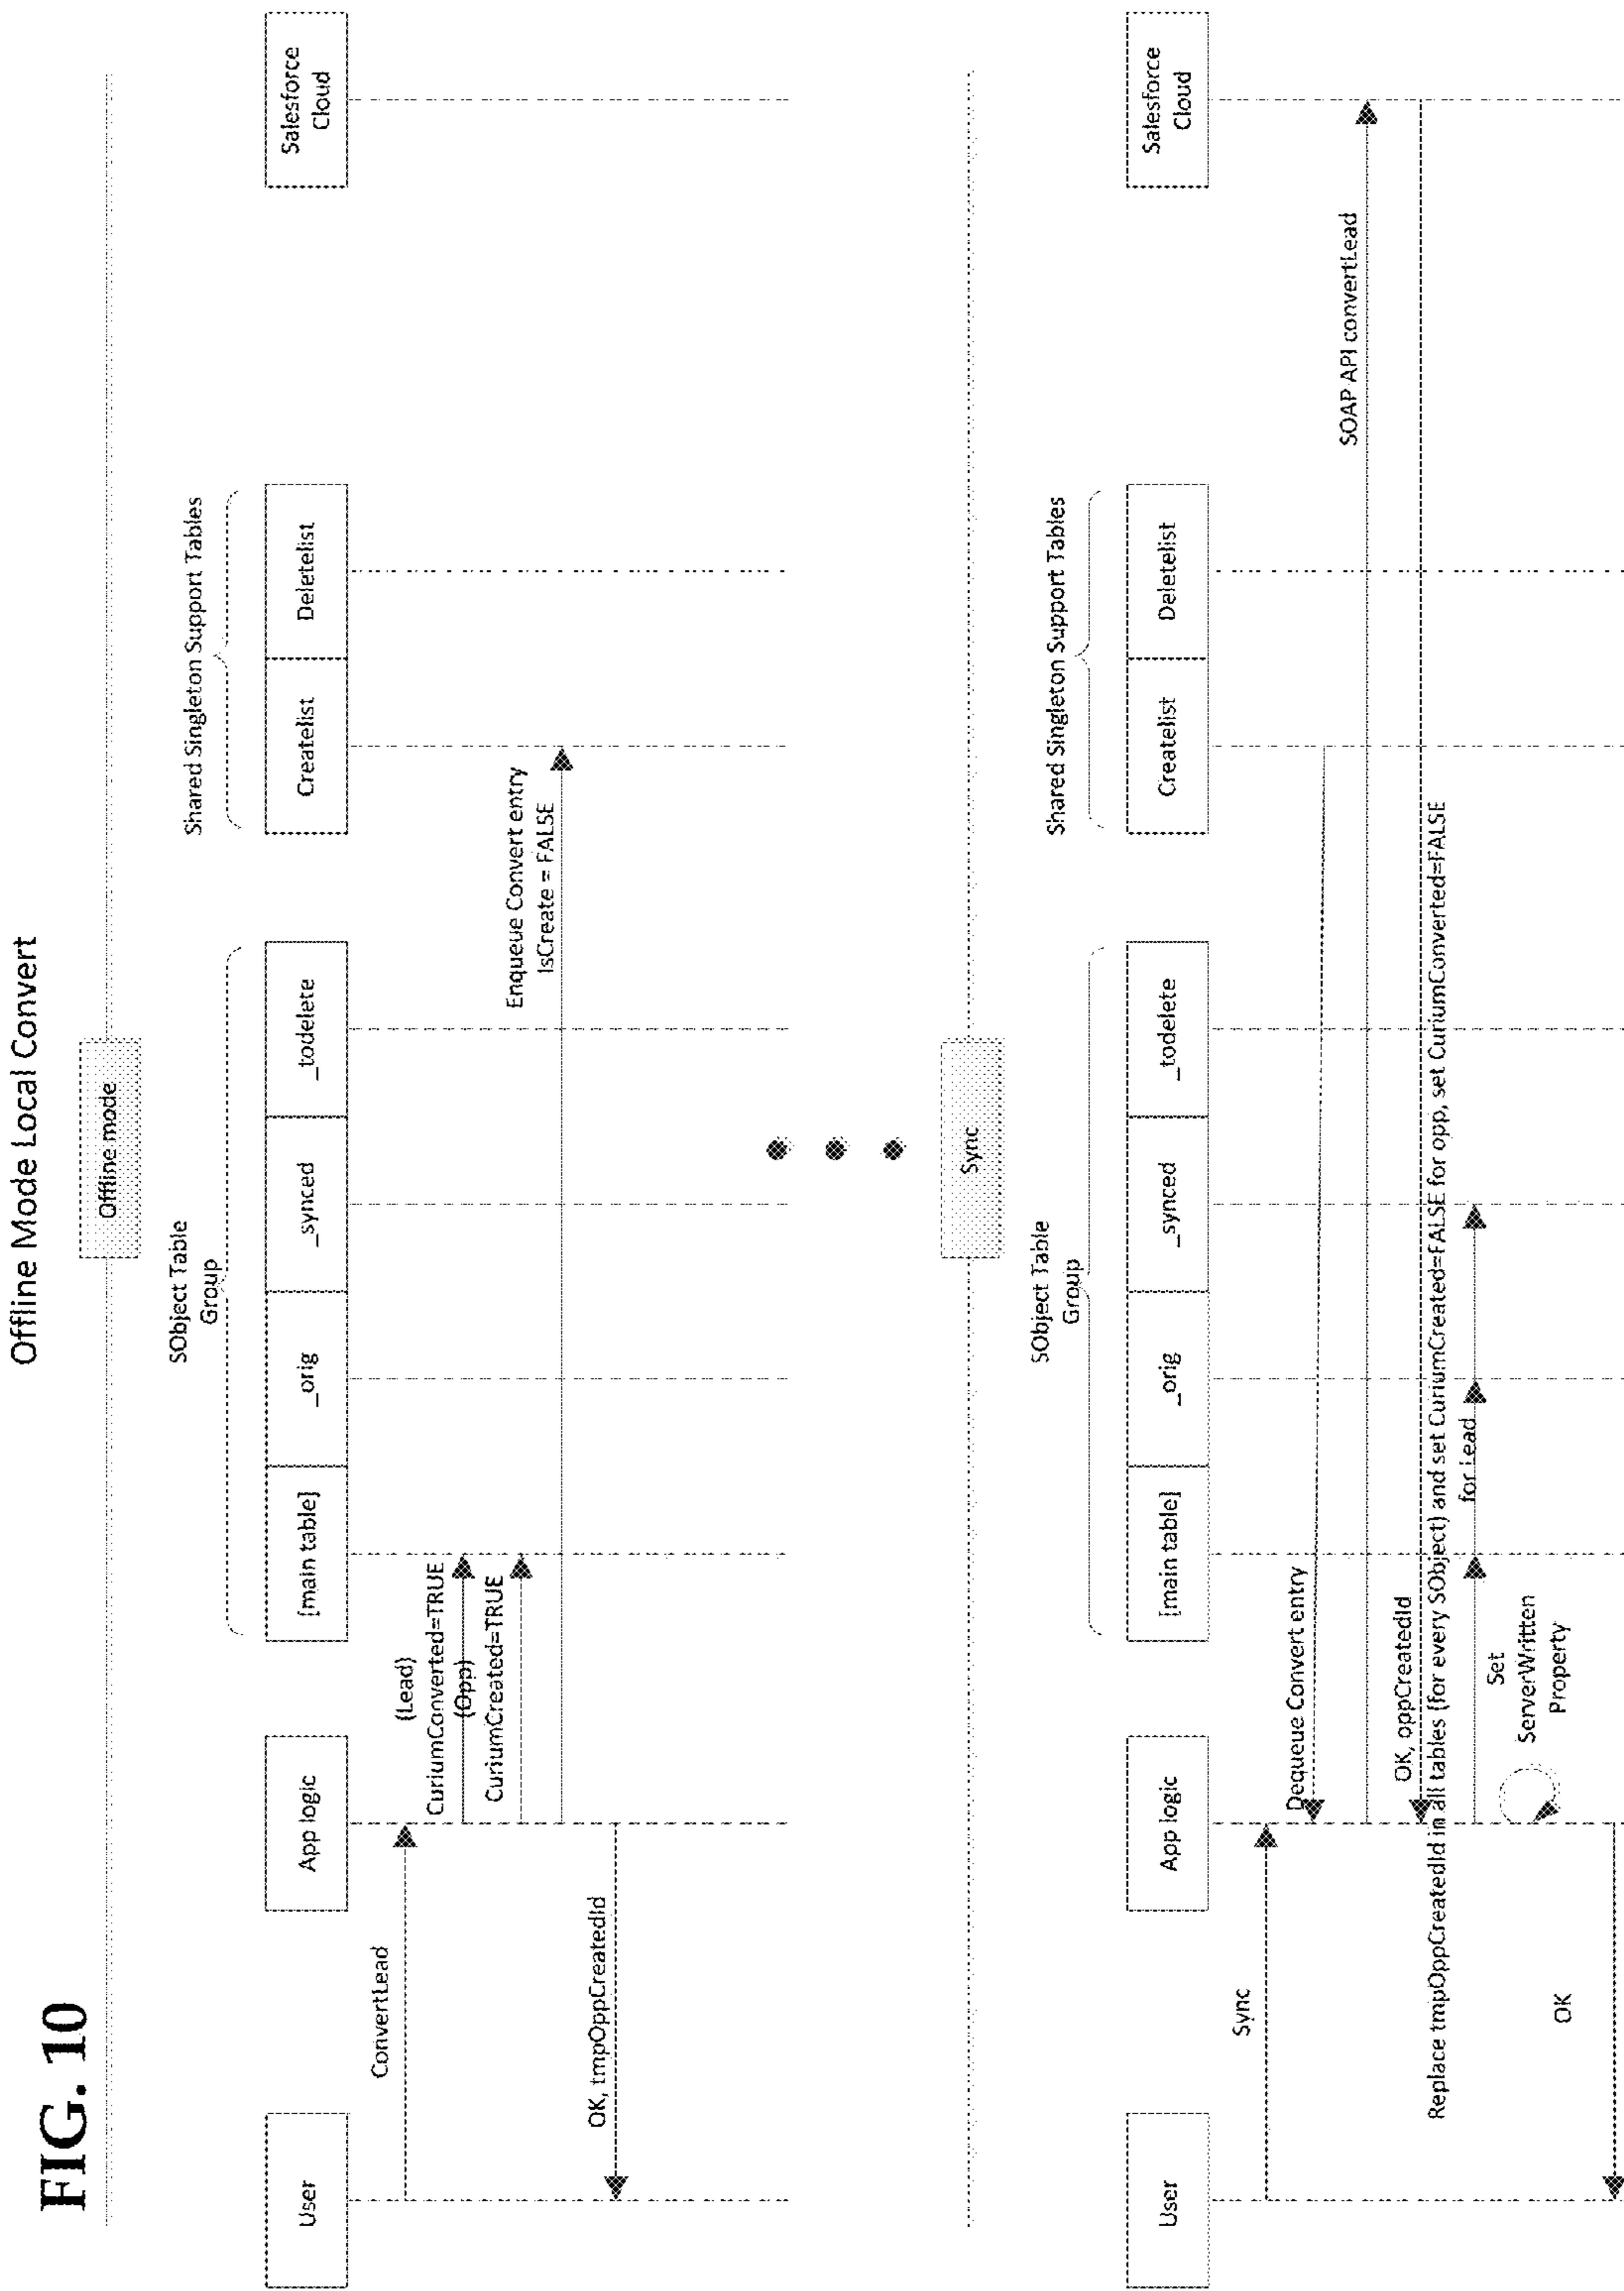 FIG. 10
Offline Mode Local Convert
Offline mode
SObject Table
Group
Shared Singleton Support Tables
User
App logic
[main table]
_orig
_synced
_todelete
Createlist
Deletelist
Salesforce
Cloud
ConvertLead
(Lead)
CuriumConverted=TRUE
(Opp)
CuriumCreated=TRUE
Enqueue Convert entry
IsCreate = FALSE
OK, tmpOppCreatedId
Sync
SObject Table
Group
Shared Singleton Support Tables
User
App logic
[main table]
_orig
_synced
_todelete
Createlist
Deletelist
Salesforce
Cloud
Sync
Dequeue Convert entry
SOAP API convertLead
OK, oppCreatedId
Replace tmpOppCreatedId in all tables (for every SObject) and set CuriumCreated=FALSE for opp, set CuriumConverted=FALSE
for Lead
Set
ServerWritten
Property
OK